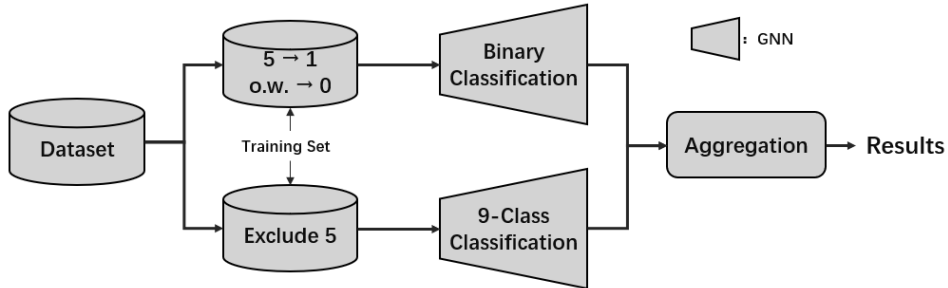 5 → 1
o.w. → 0
Binary
Classification
: GNN
Dataset
Training Set
Aggregation
Results
Exclude 5
9-Class
Classification